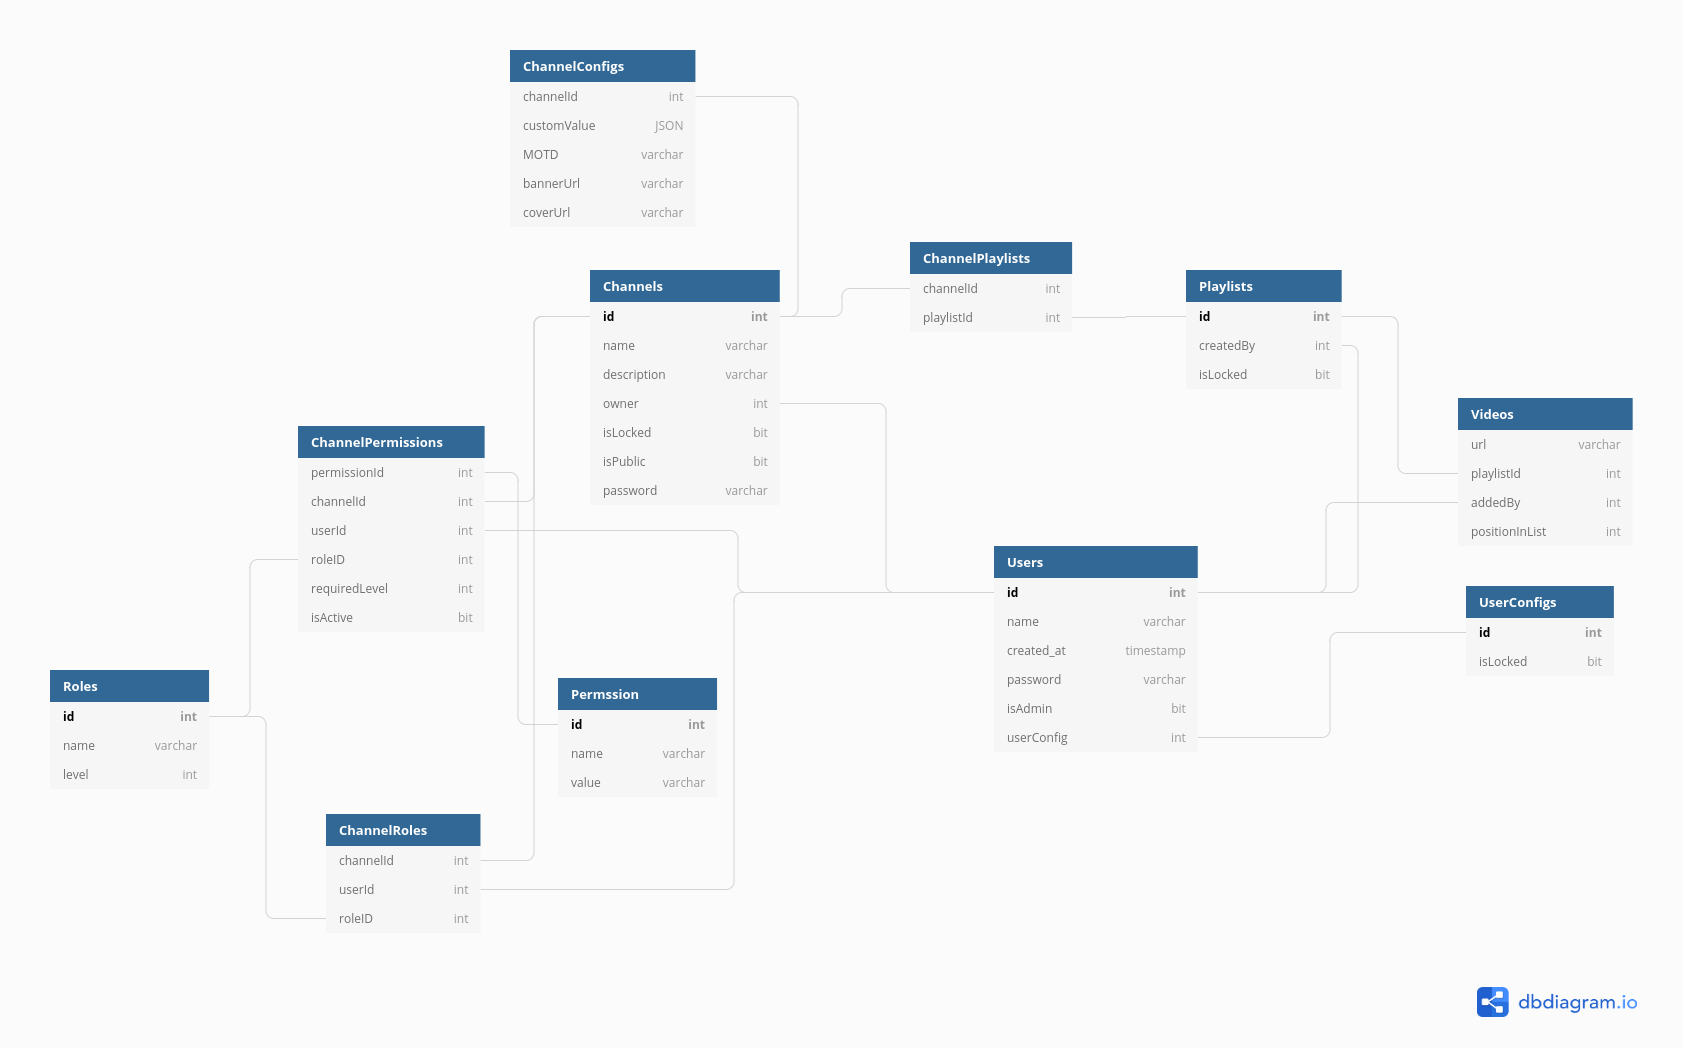 ChannelConfigs
channelId int
customValue JSON
MOTD varchar
bannerUrl varchar
coverUrl varchar
Channels
id int
name varchar
description varchar
owner int
isLocked bit
isPublic bit
password varchar
ChannelPlaylists
channelId int
playlistId int
Playlists
id int
createdBy int
isLocked bit
Videos
url varchar
playlistId int
addedBy int
positionInList int
ChannelPermissions
permissionId int
channelId int
userId int
roleID int
requiredLevel int
isActive bit
Users
id int
name varchar
created_at timestamp
password varchar
isAdmin bit
userConfig int
UserConfigs
id int
isLocked bit
Roles
id int
name varchar
level int
Permssion
id int
name varchar
value varchar
ChannelRoles
channelId int
userId int
roleID int
dbdiagram.io